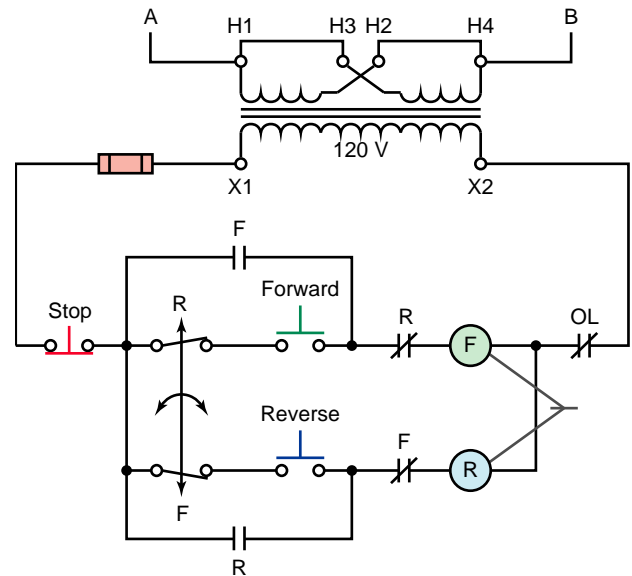 A H1 H3 H2 H4 B
120 V
X1 X2
F
Stop R Forward R F OL
Reverse F R
F
R